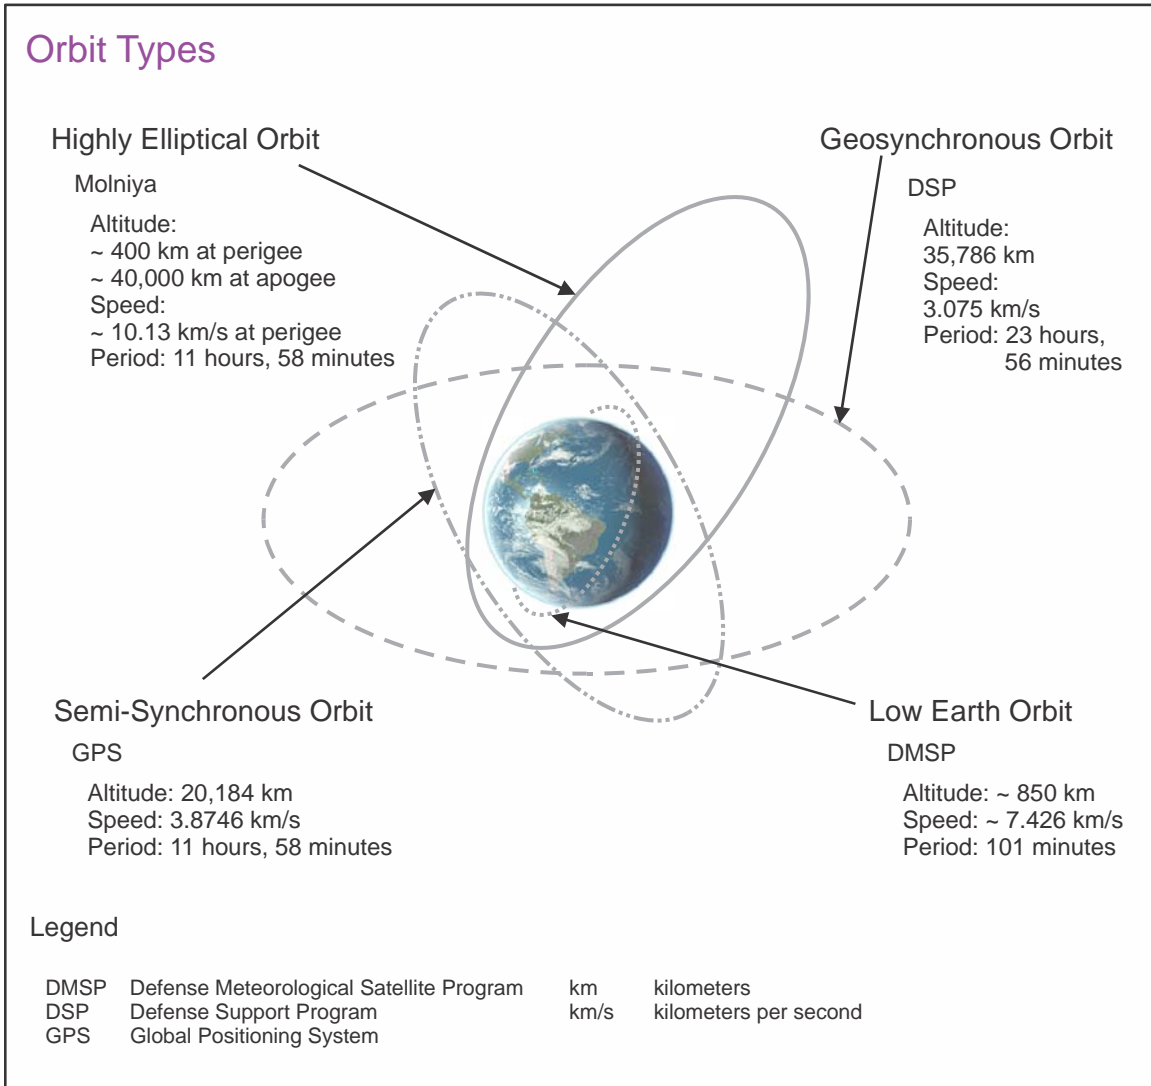 Orbit Types
Highly Elliptical Orbit
Molniya
Altitude:
~ 400 km at perigee
~ 40,000 km at apogee
Speed:
~ 10.13 km/s at perigee
Period: 11 hours, 58 minutes
Geosynchronous Orbit
DSP
Altitude:
35,786 km
Speed:
3.075 km/s
Period: 23 hours,
56 minutes
Semi-Synchronous Orbit
GPS
Altitude: 20,184 km
Speed: 3.8746 km/s
Period: 11 hours, 58 minutes
Low Earth Orbit
DMSP
Altitude: ~ 850 km
Speed: ~ 7.426 km/s
Period: 101 minutes
Legend
DMSP Defense Meteorological Satellite Program km kilometers
DSP Defense Support Program km/s kilometers per second
GPS Global Positioning System